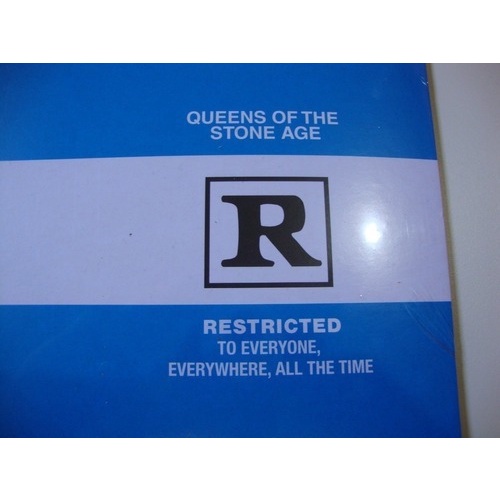 QUEENS OF THE
STONE AGE
R
RESTRICTED
TO EVERYONE,
EVERYWHERE, ALL THE TIME